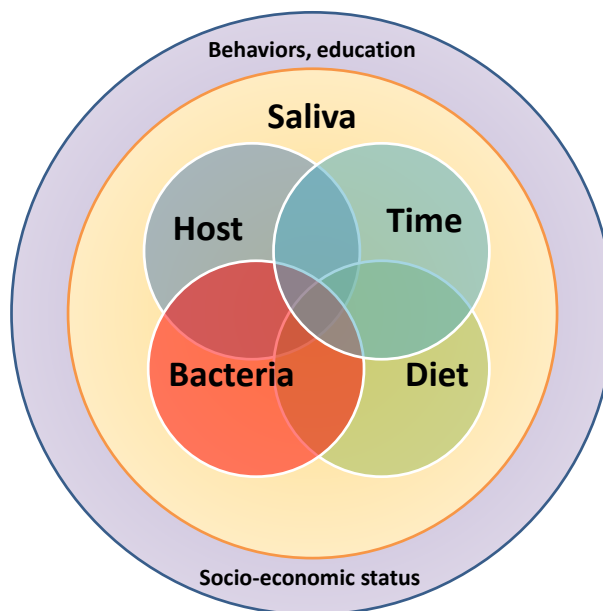 Behaviors, education
Saliva
Host
Time
Bacteria
Diet
Socio-economic status